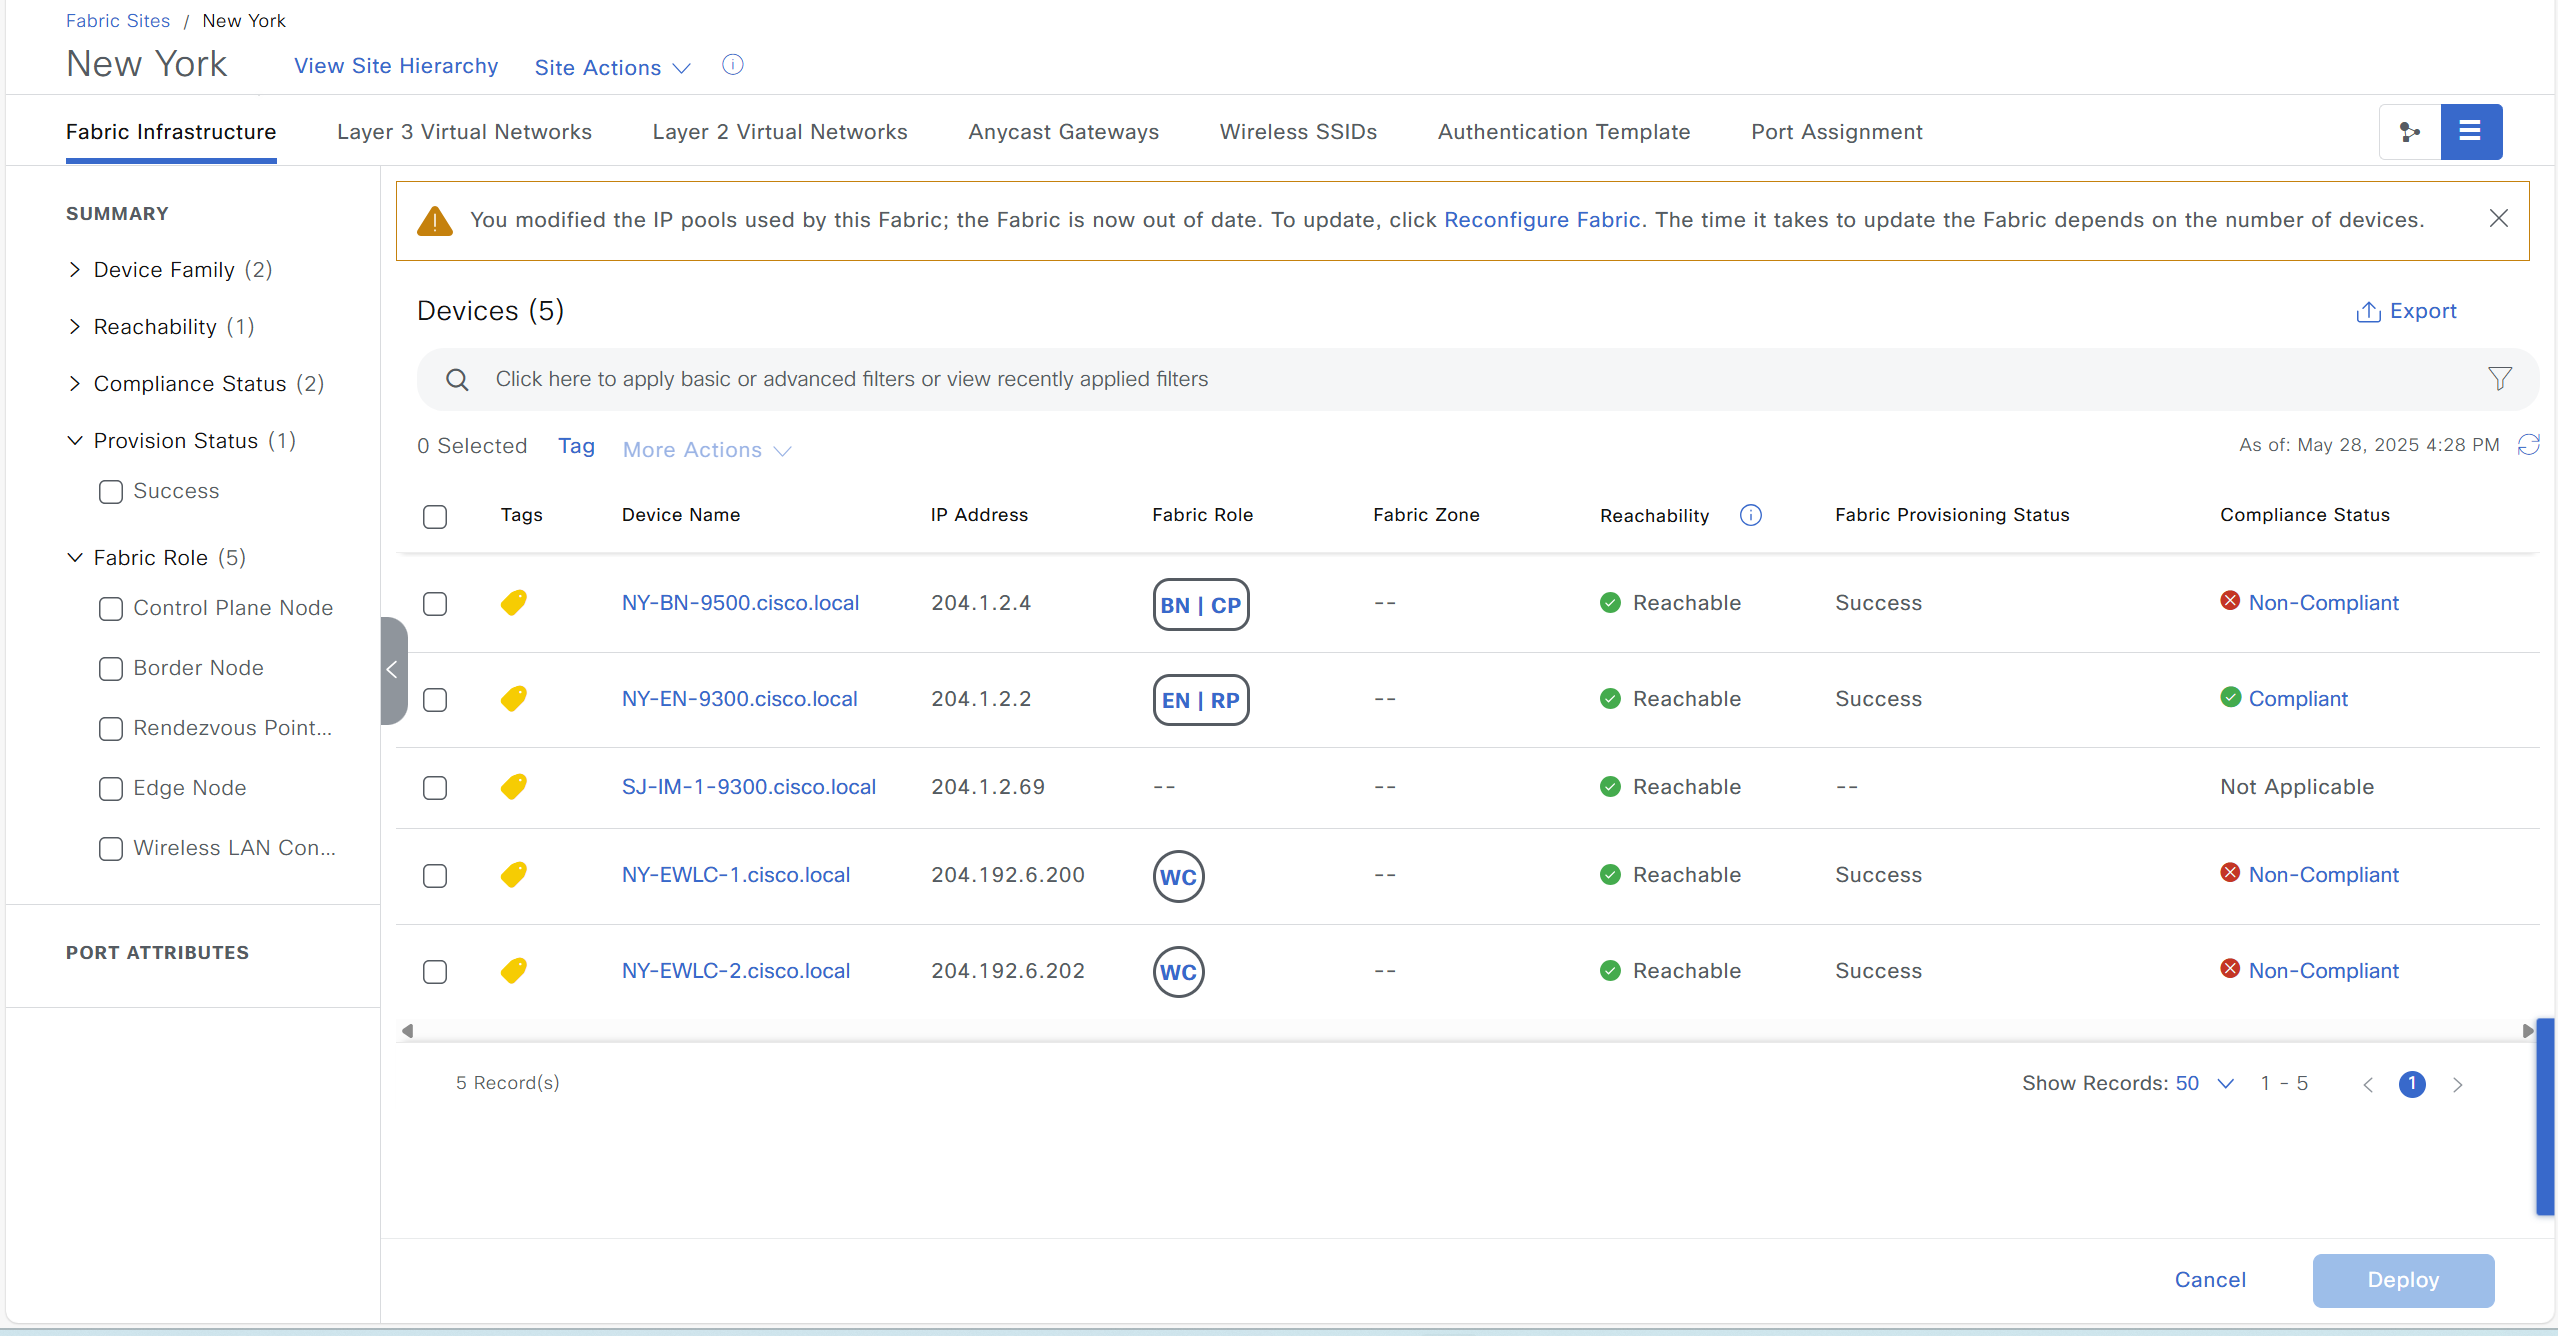 Fabric Sites / New York
New York View Site Hierarchy Site Actions
Fabric Infrastructure Layer 3 Virtual Networks Layer 2 Virtual Networks Anycast Gateways Wireless SSIDs Authentication Template Port Assignment
SUMMARY
Device Family (2)
Reachability (1)
Compliance Status (2)
Provision Status (1)
Success
Fabric Role (5)
Control Plane Node
Border Node
Rendezvous Point...
Edge Node
Wireless LAN Con...
PORT ATTRIBUTES
You modified the IP pools used by this Fabric; the Fabric is now out of date. To update, click Reconfigure Fabric. The time it takes to update the Fabric depends on the number of devices.
Devices (5) Export
Click here to apply basic or advanced filters or view recently applied filters
0 Selected Tag More Actions As of: May 28, 2025 4:28 PM
Tags Device Name IP Address Fabric Role Fabric Zone Reachability Fabric Provisioning Status Compliance Status
NY-BN-9500.cisco.local 204.1.2.4 BN | CP -- Reachable Success Non-Compliant
NY-EN-9300.cisco.local 204.1.2.2 EN | RP -- Reachable Success Compliant
SJ-IM-1-9300.cisco.local 204.1.2.69 -- -- Reachable -- Not Applicable
NY-EWLC-1.cisco.local 204.192.6.200 WC -- Reachable Success Non-Compliant
NY-EWLC-2.cisco.local 204.192.6.202 WC -- Reachable Success Non-Compliant
5 Record(s) Show Records: 50 1 - 5 1
Cancel Deploy